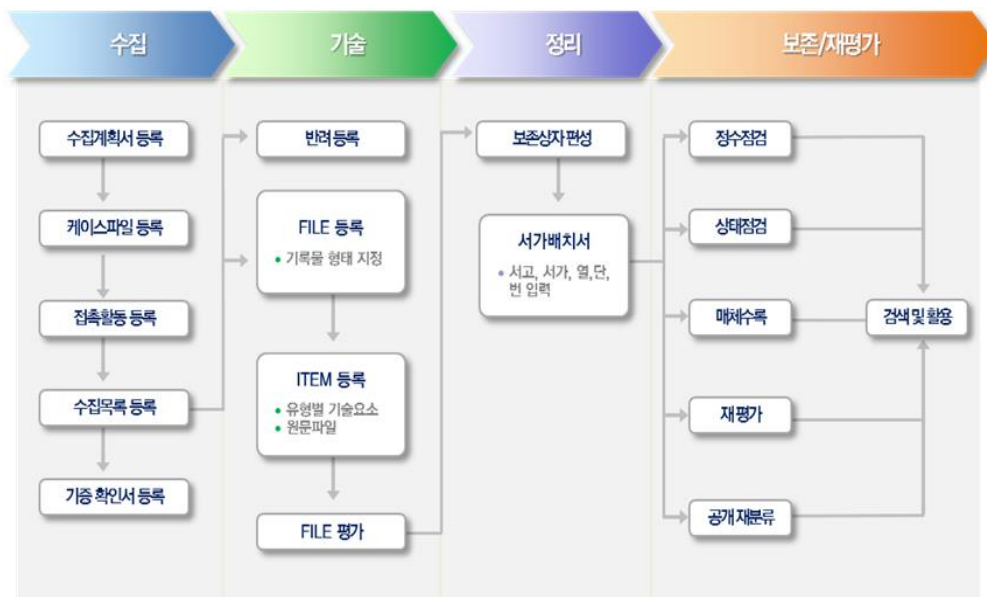 수집
기술
정리
보존/재평가
수집계획서 등록
케이스파일 등록
접촉활동 등록
수집목록 등록
기증 확인서 등록
반려 등록
FILE 등록
• 기록물 형태 지정
ITEM 등록
• 유형별 기술요소
• 원문파일
FILE 평가
보존상자 편성
서가배치서
• 서고, 서가, 열,단,
번 입력
정수점검
상태점검
매체수록
재평가
공개 재분류
검색 및 활용